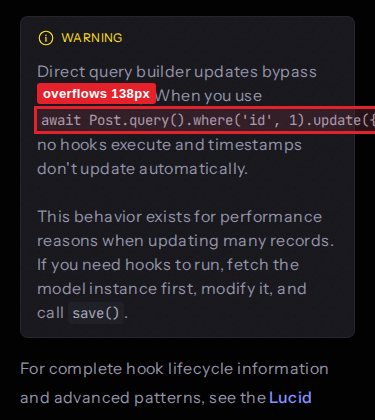 WARNING
Direct query builder updates bypass
overflows 138px When you use
await Post.query().where('id', 1).update({
no hooks execute and timestamps
don't update automatically.
This behavior exists for performance
reasons when updating many records.
If you need hooks to run, fetch the
model instance first, modify it, and
call save().
For complete hook lifecycle information
and advanced patterns, see the Lucid